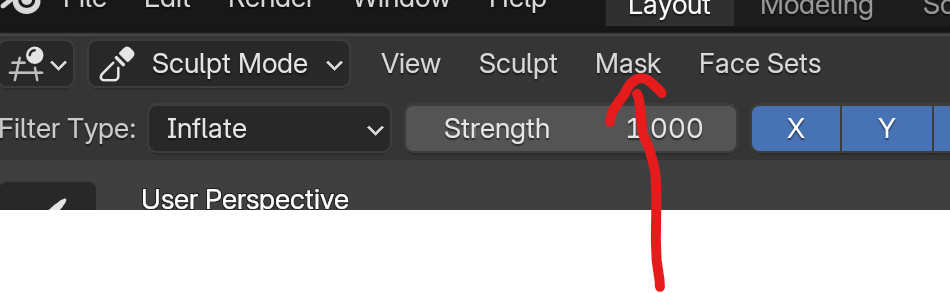 File Edit Render Window Help Layout Modeling
Sculpt Mode View Sculpt Mask Face Sets
Filter Type: Inflate Strength 1.000 X Y
User Perspective